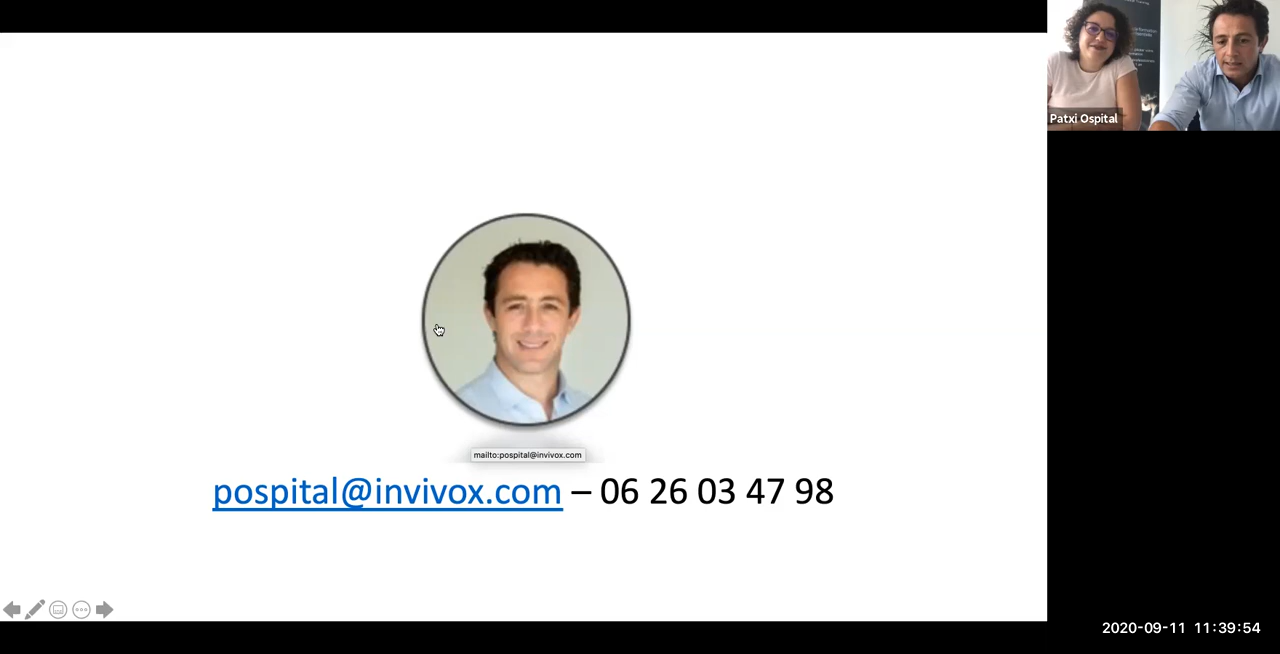 Patxi Ospital
mailto:pospital@invivox.com
pospital@invivox.com – 06 26 03 47 98
2020-09-11 11:39:54